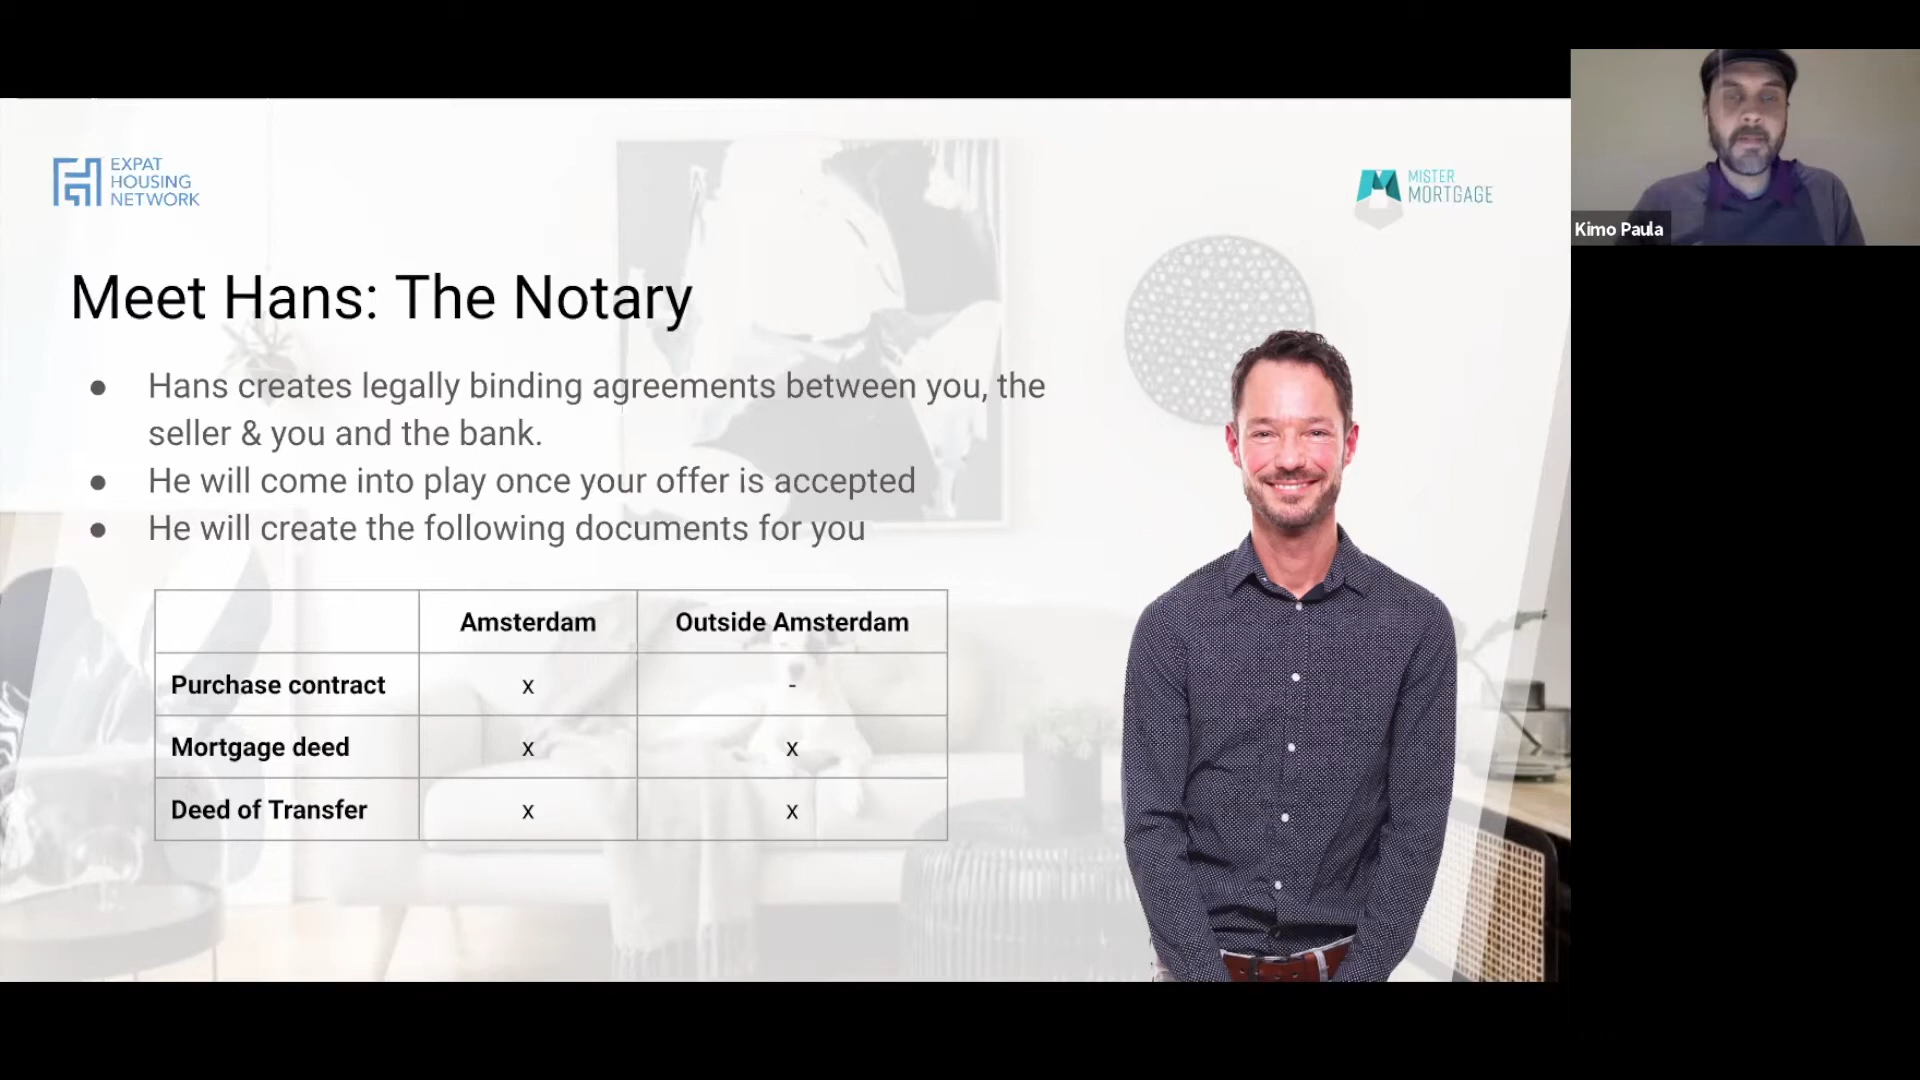 EXPAT
HOUSING
NETWORK
MISTER
MORTGAGE
Kimo Paula
Meet Hans: The Notary
● Hans creates legally binding agreements between you, the
seller & you and the bank.
● He will come into play once your offer is accepted
● He will create the following documents for you
Amsterdam Outside Amsterdam
Purchase contract x -
Mortgage deed x x
Deed of Transfer x x